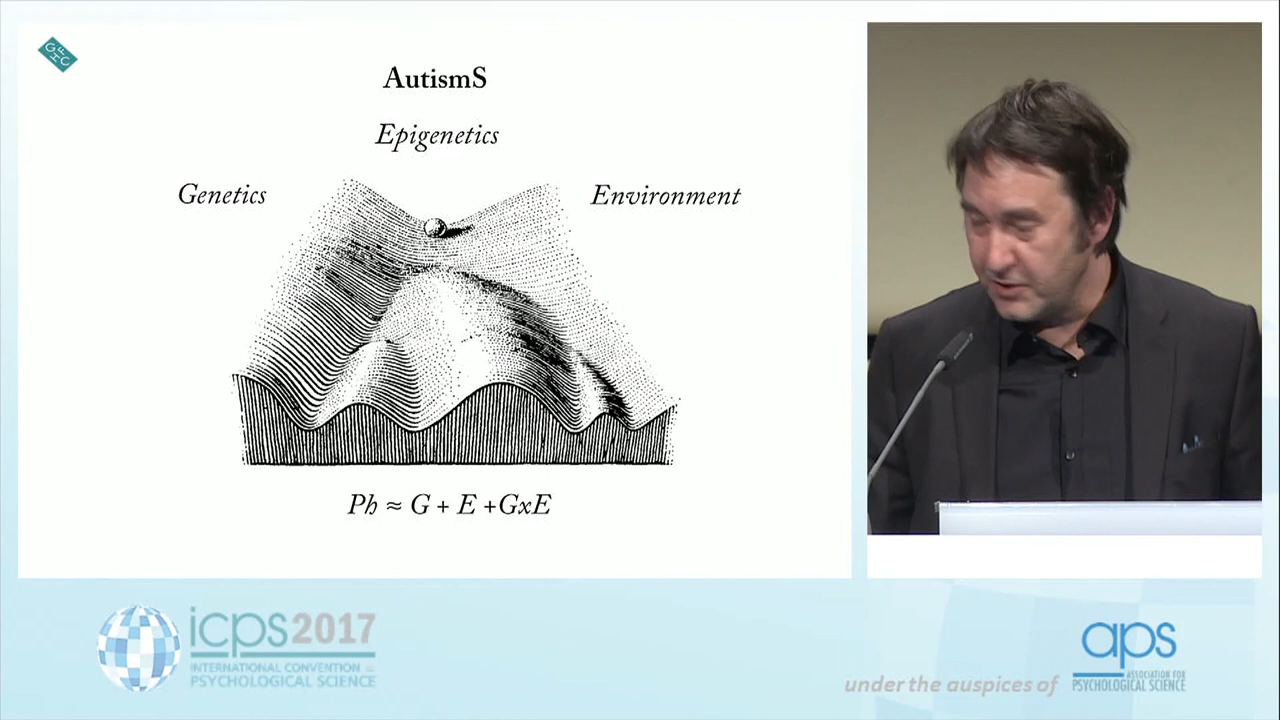 GHFC
AutismS
Epigenetics
Genetics
Environment
Ph ≈ G + E +GxE
icps2017
INTERNATIONAL CONVENTION
PSYCHOLOGICAL SCIENCE
under the auspices of
aps
ASSOCIATION FOR
PSYCHOLOGICAL SCIENCE